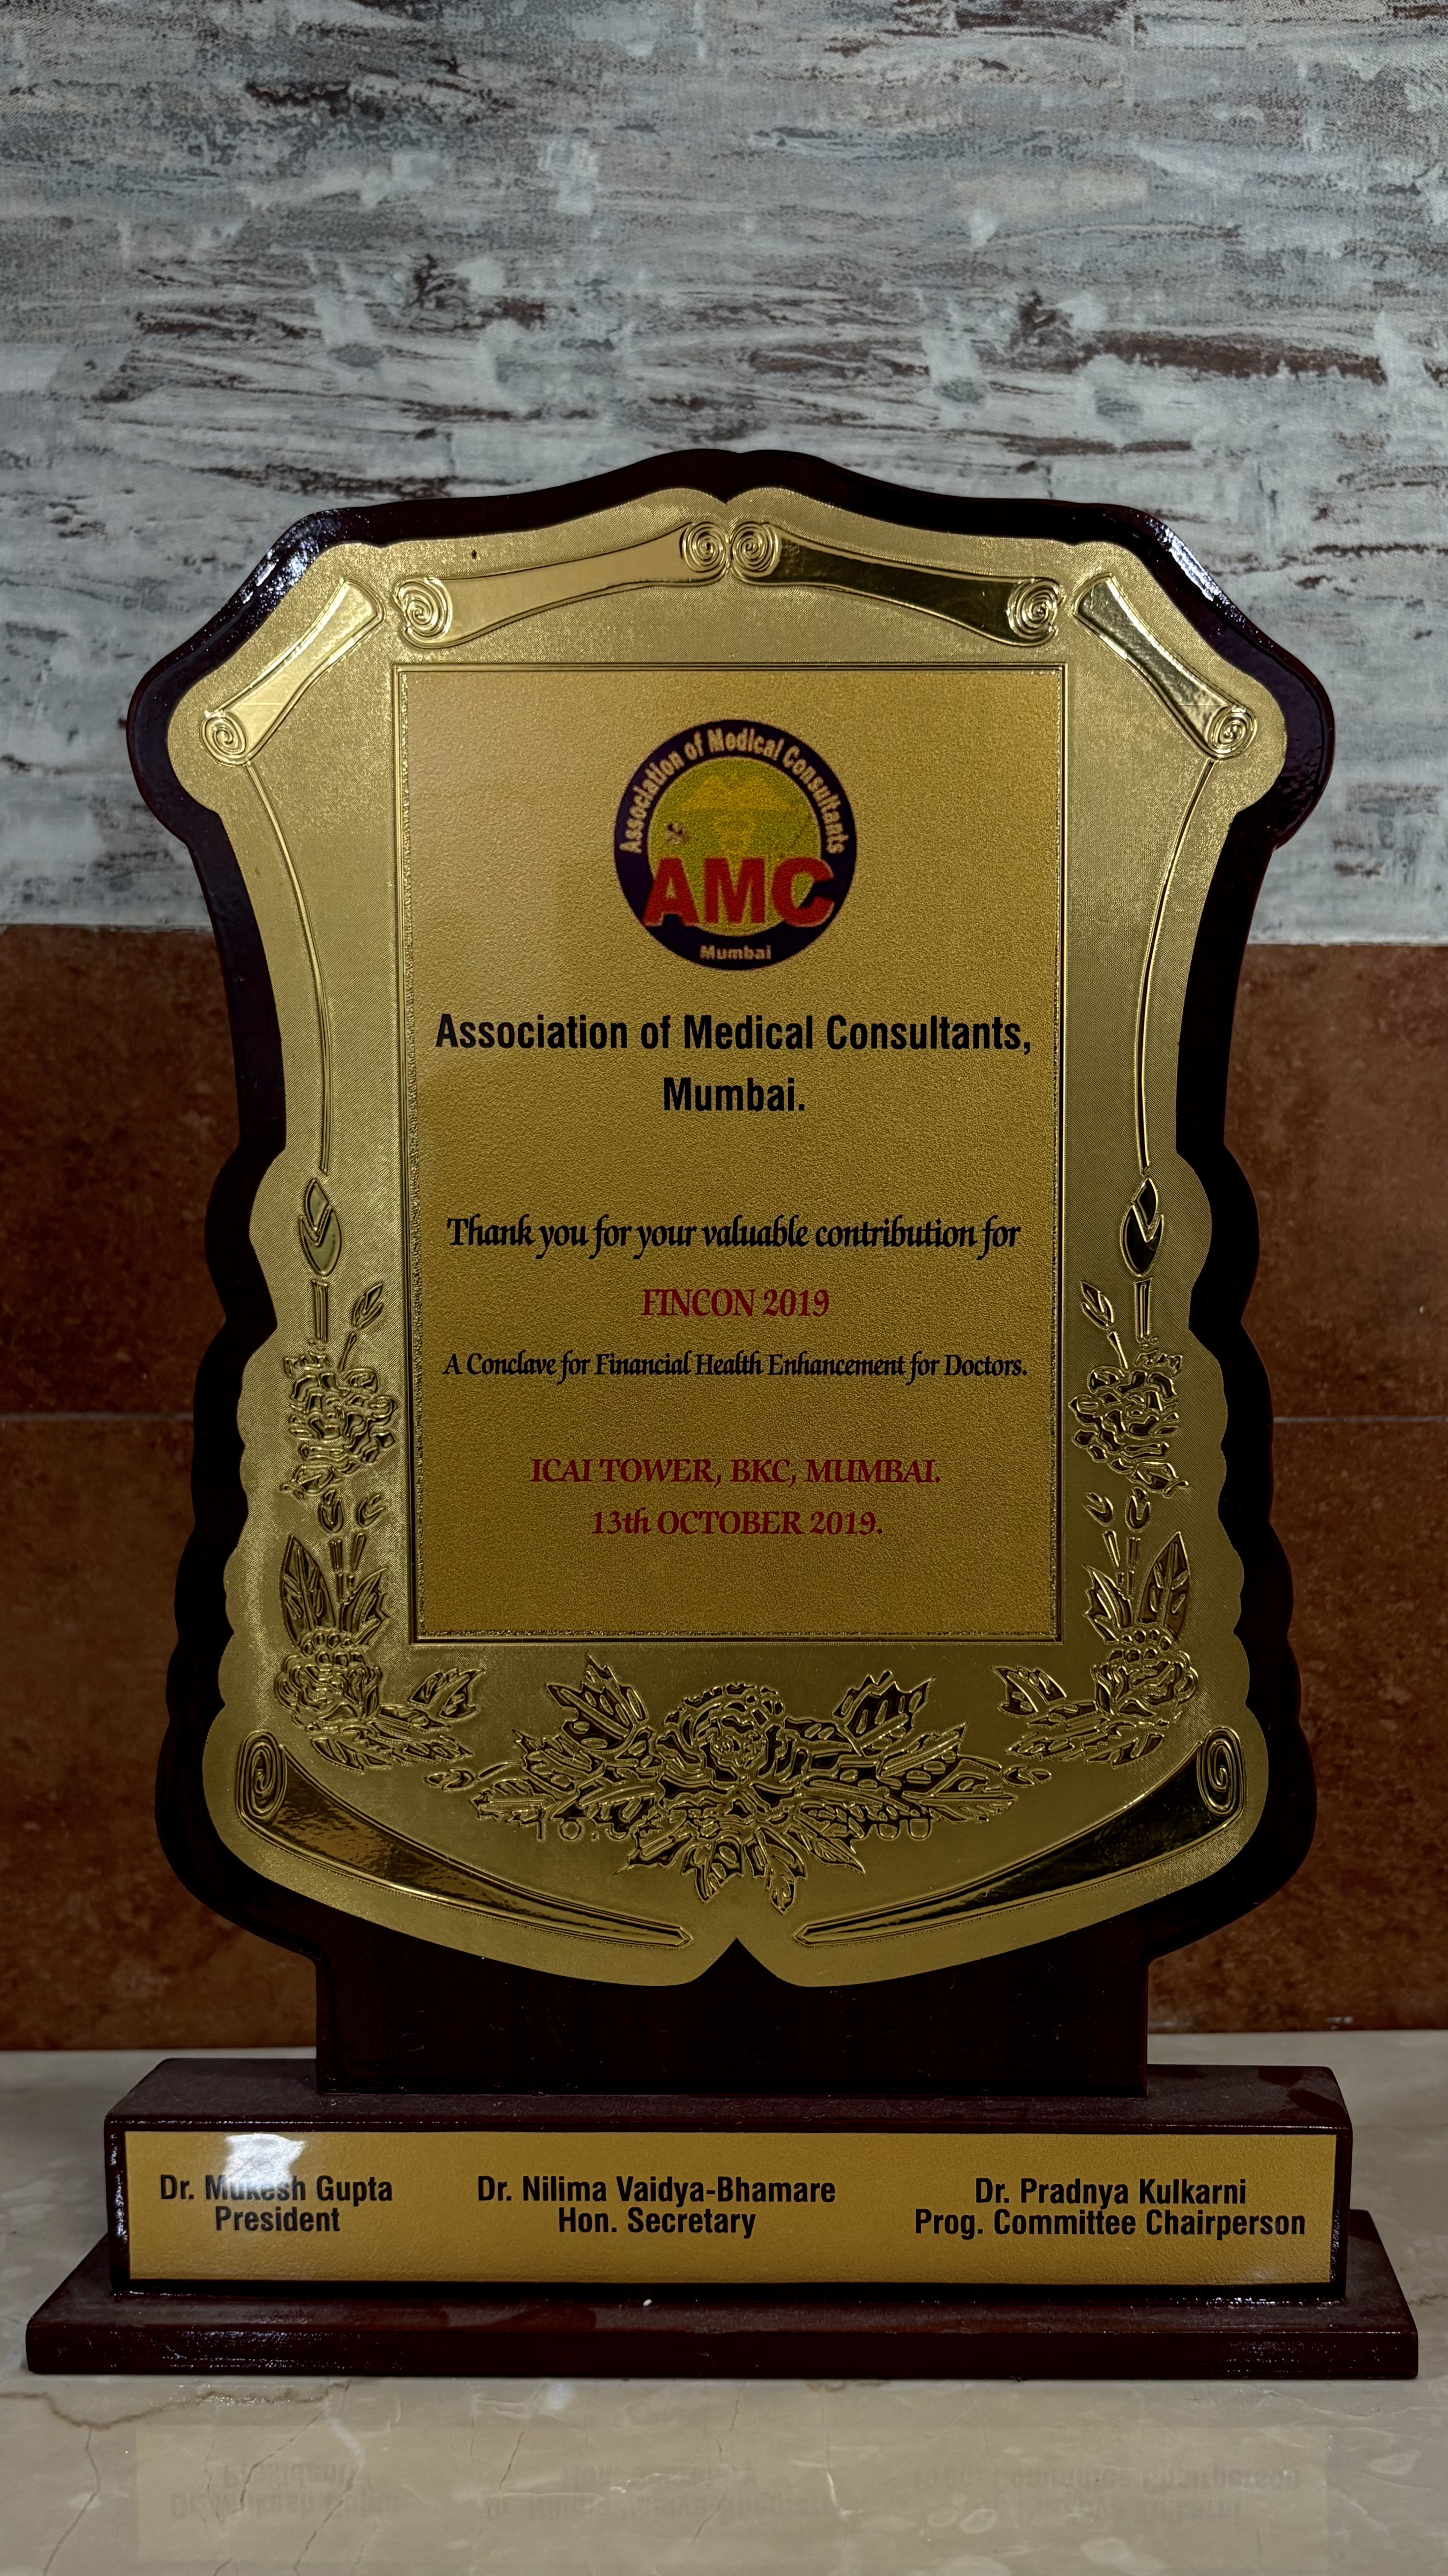 Association of Medical Consultants
AMC
Mumbai
Association of Medical Consultants,
Mumbai.
Thank you for your valuable contribution for
FINCON 2019
A Conclave for Financial Health Enhancement for Doctors.
ICAI TOWER, BKC, MUMBAI.
13th OCTOBER 2019.
Dr. Mukesh Gupta
President
Dr. Nilima Vaidya-Bhamare
Hon. Secretary
Dr. Pradnya Kulkarni
Prog. Committee Chairperson